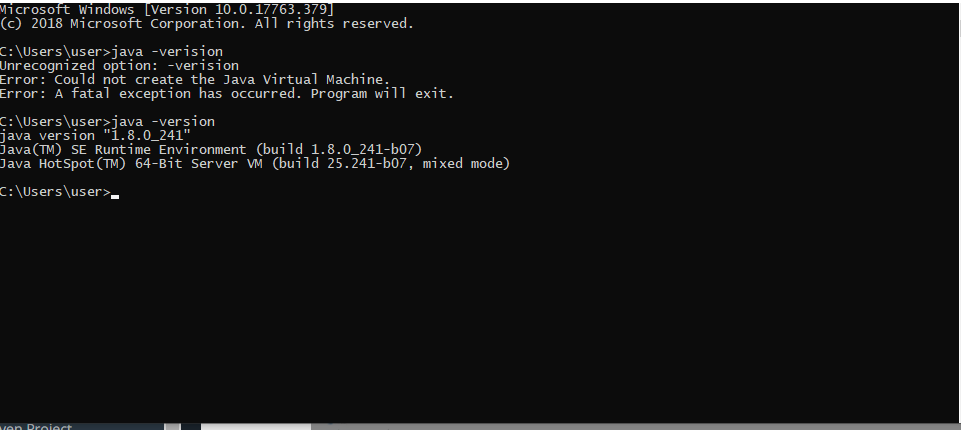 Microsoft Windows [Version 10.0.17763.379]
(c) 2018 Microsoft Corporation. All rights reserved.
C:\Users\user>java -verision
Unrecognized option: -verision
Error: Could not create the Java Virtual Machine.
Error: A fatal exception has occurred. Program will exit.
C:\Users\user>java -version
java version "1.8.0_241"
Java(TM) SE Runtime Environment (build 1.8.0_241-b07)
Java HotSpot(TM) 64-Bit Server VM (build 25.241-b07, mixed mode)
C:\Users\user>
ven Project